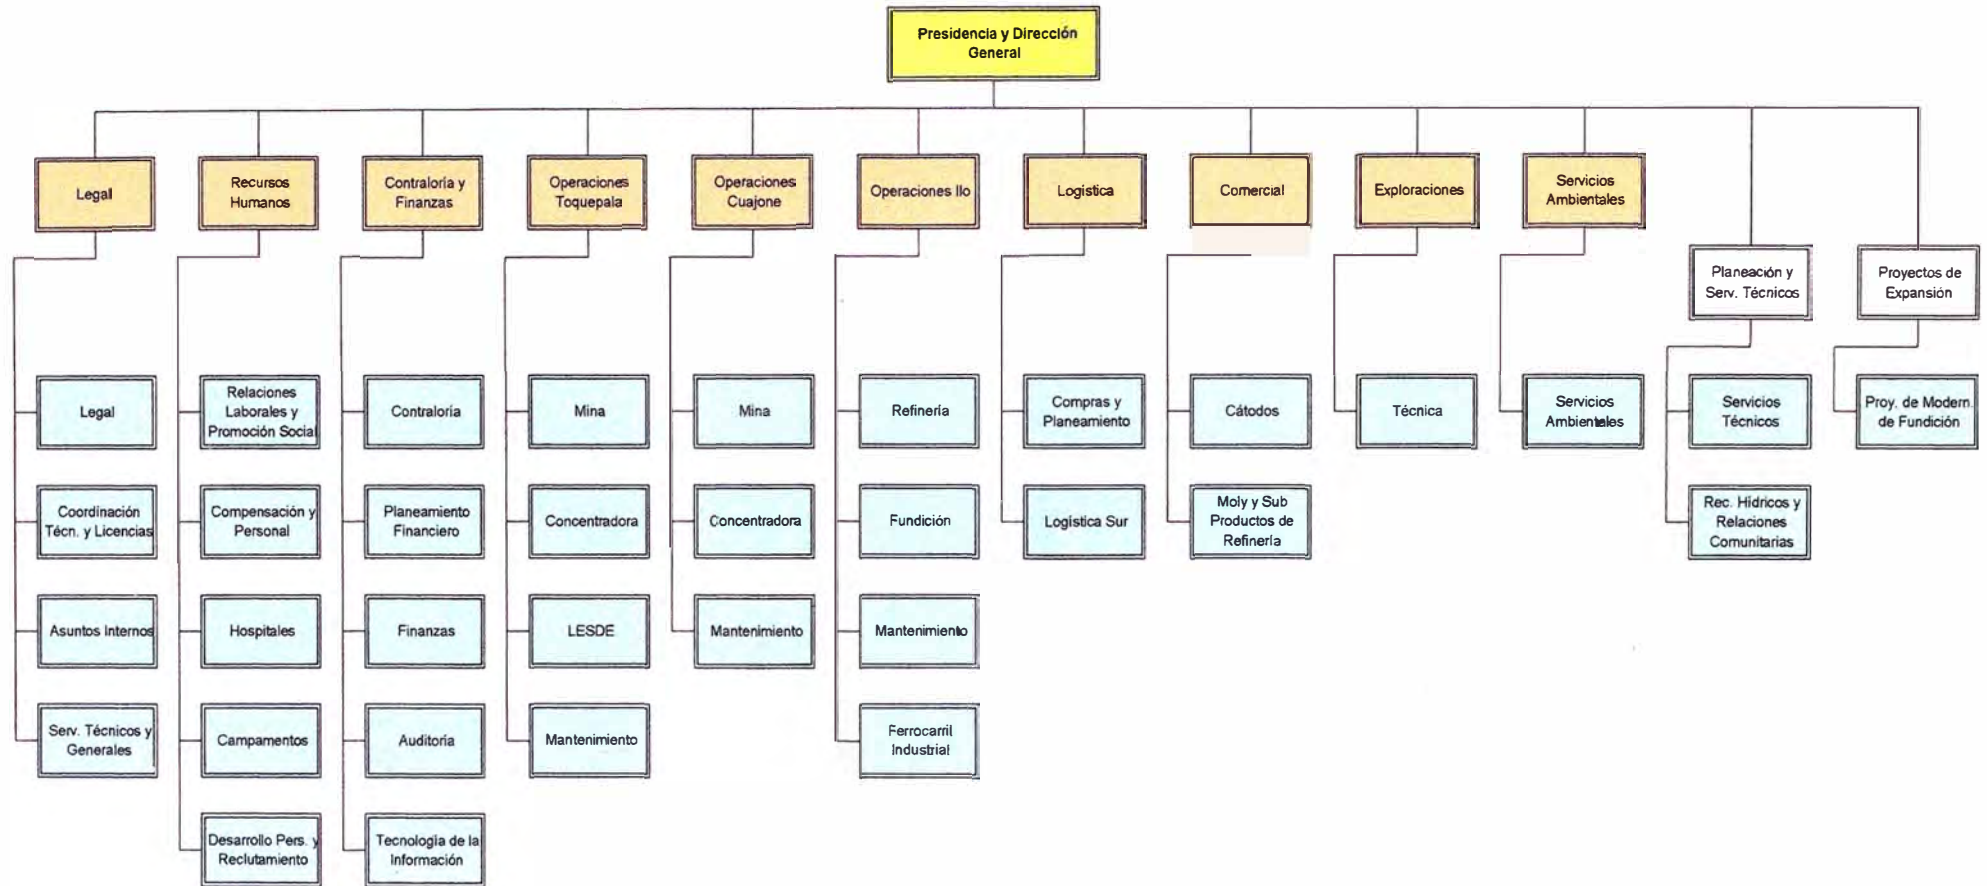 Presidencia y Dirección
General
Legal
Recursos
Humanos
Contraloría y
Finanzas
Operaciones
Toquepala
Operaciones
Cuajone
Operaciones Ilo
Logística
Comercial
Exploraciones
Servicios
Ambientales
Planeación y
Serv. Técnicos
Proyectos de
Expansión
Legal
Relaciones
Laborales y
Promoción Social
Contraloría
Mina
Mina
Refinería
Compras y
Planeamiento
Cátodos
Técnica
Servicios
Ambientales
Servicios
Técnicos
Proy. de Modern.
de Fundición
Coordinación
Técn. y Licencias
Compensación y
Personal
Planeamiento
Financiero
Concentradora
Concentradora
Fundición
Logística Sur
Moly y Sub
Productos de
Refinería
Rec. Hídricos y
Relaciones
Comunitarias
Asuntos Internos
Hospitales
Finanzas
LESDE
Mantenimiento
Mantenimiento
Serv. Técnicos y
Generales
Campamentos
Auditoría
Mantenimiento
Ferrocarril
Industrial
Desarrollo Pers. y
Reclutamiento
Tecnología de la
Información